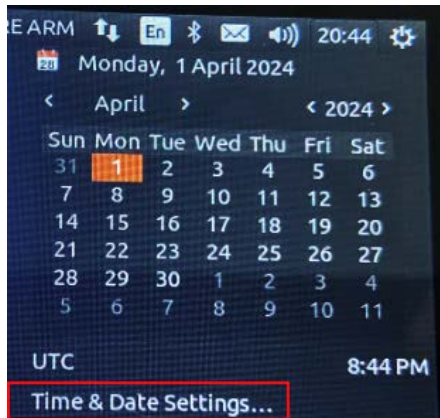 E ARM En 20:44
28 Monday, 1 April 2024
< April > < 2024 >
Sun Mon Tue Wed Thu Fri Sat
31 1 2 3 4 5 6
7 8 9 10 11 12 13
14 15 16 17 18 19 20
21 22 23 24 25 26 27
28 29 30 1 2 3 4
5 6 7 8 9 10 11
UTC 8:44 PM
Time & Date Settings...